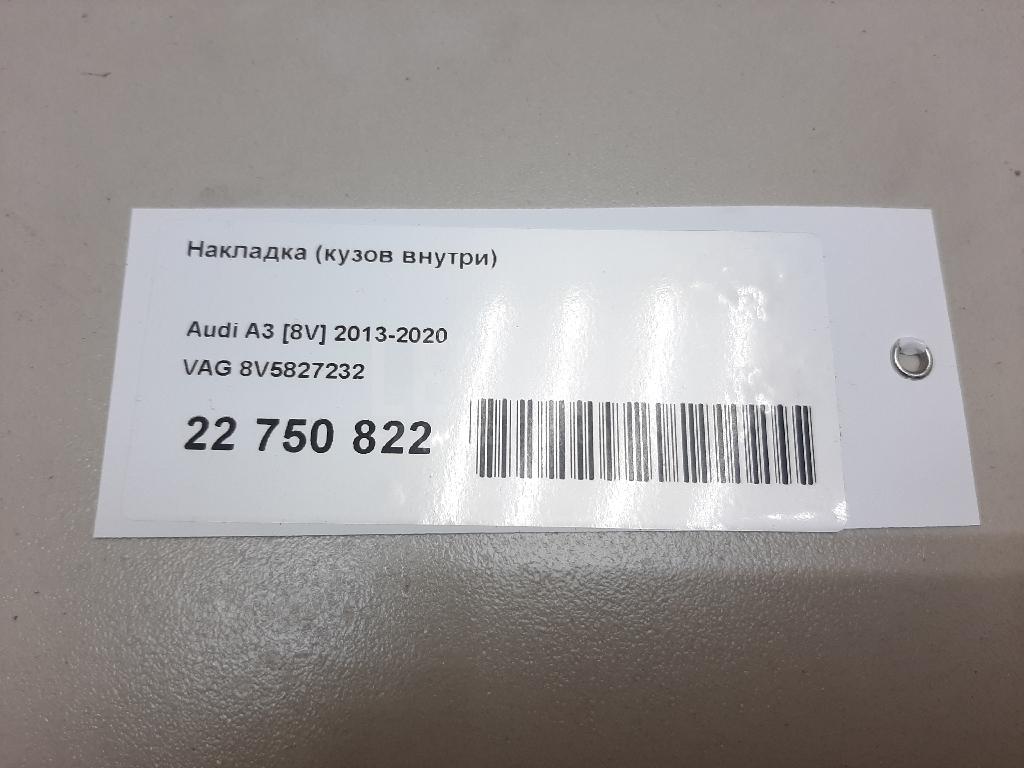 Накладка (кузов внутри)
Audi A3 [8V] 2013-2020
VAG 8V5827232
22 750 822